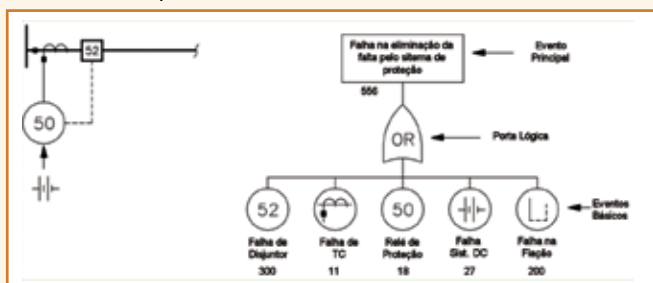 52
50
Falha na eliminação da
falta pelo sitema de
proteção
Evento
Principal
556
OR
Porta Lógica
52
50
Eventos
Básicos
Falha de
Disjuntor
300
Falha de
TC
11
Relé de
Proteção
18
Falha
Sist. DC
27
Falha na
Fiação
200